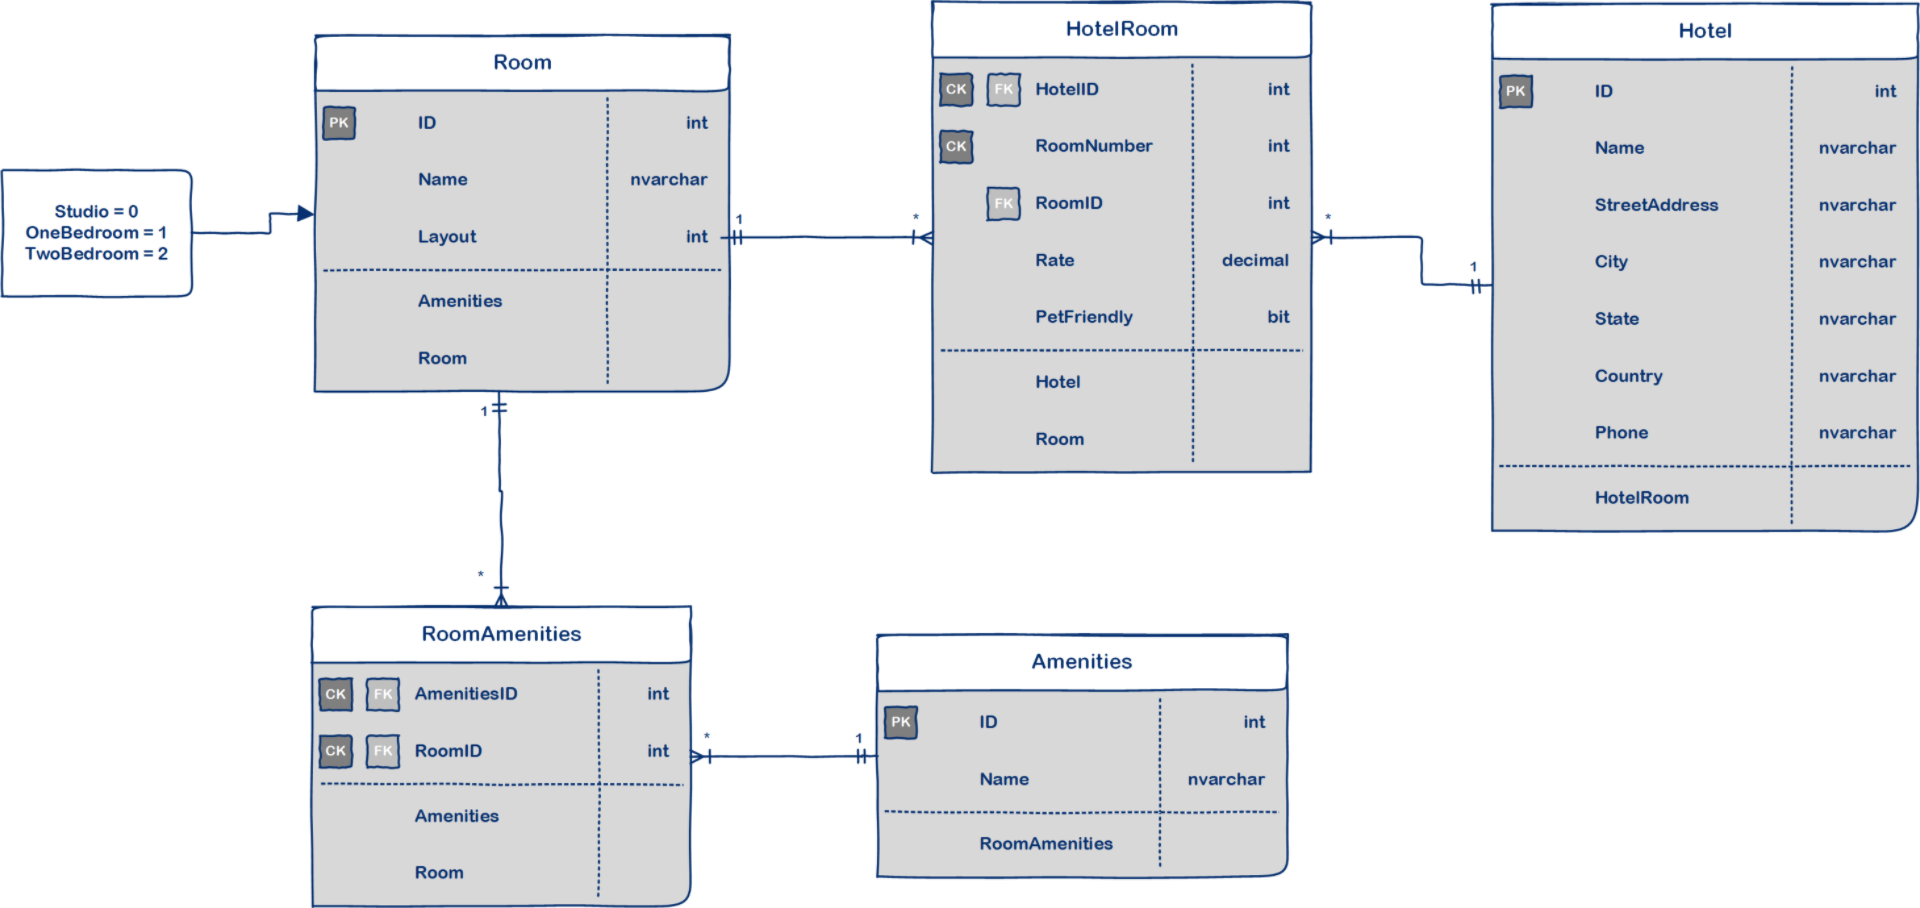 Studio = 0
OneBedroom = 1
TwoBedroom = 2
Room
PK ID int
Name nvarchar
Layout int
Amenities
Room
1
*
HotelRoom
CK FK HotelID int
CK RoomNumber int
FK RoomID int
Rate decimal
PetFriendly bit
Hotel
Room
*
1
Hotel
PK ID int
Name nvarchar
StreetAddress nvarchar
City nvarchar
State nvarchar
Country nvarchar
Phone nvarchar
HotelRoom
1
*
RoomAmenities
CK FK AmenitiesID int
CK FK RoomID int
Amenities
Room
*
1
Amenities
PK ID int
Name nvarchar
RoomAmenities